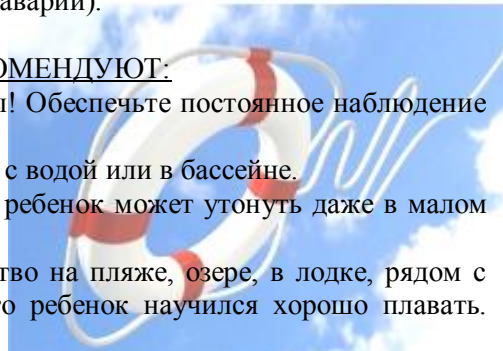 аварии).
ОМЕНДУЮТ:
! Обеспечьте постоянное наблюдение
с водой или в бассейне.
ребенок может утонуть даже в малом
тво на пляже, озере, в лодке, рядом с
о ребенок научился хорошо плавать.